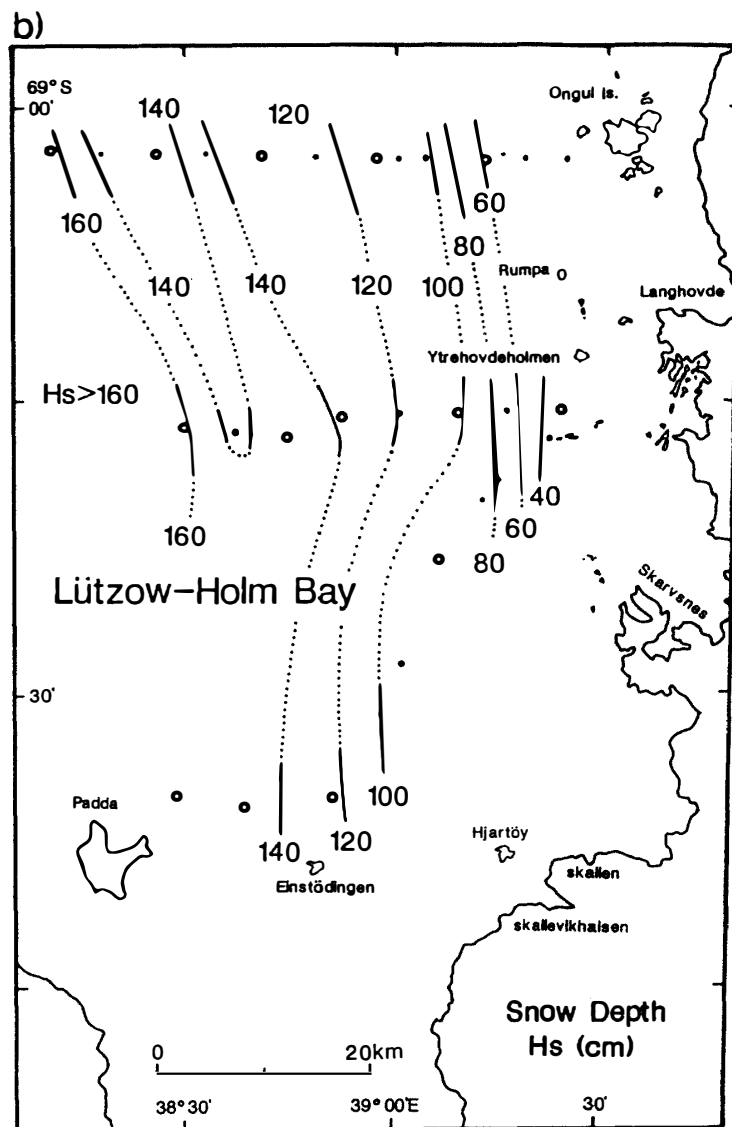 b)
69°S
00'
140
120
Ongul Is.
160
60
80
Rumpa
140
140
120
100
Langhovde
Ytrehovdeholmen
Hs>160
40
60
160
80
Lützow-Holm Bay
Skarvsnes
30'
100
Padda
120
140
Hjartöy
Einstödingen
skallen
skallevikhalsen
Snow Depth
Hs (cm)
0 20km
38°30' 39°00'E 30'